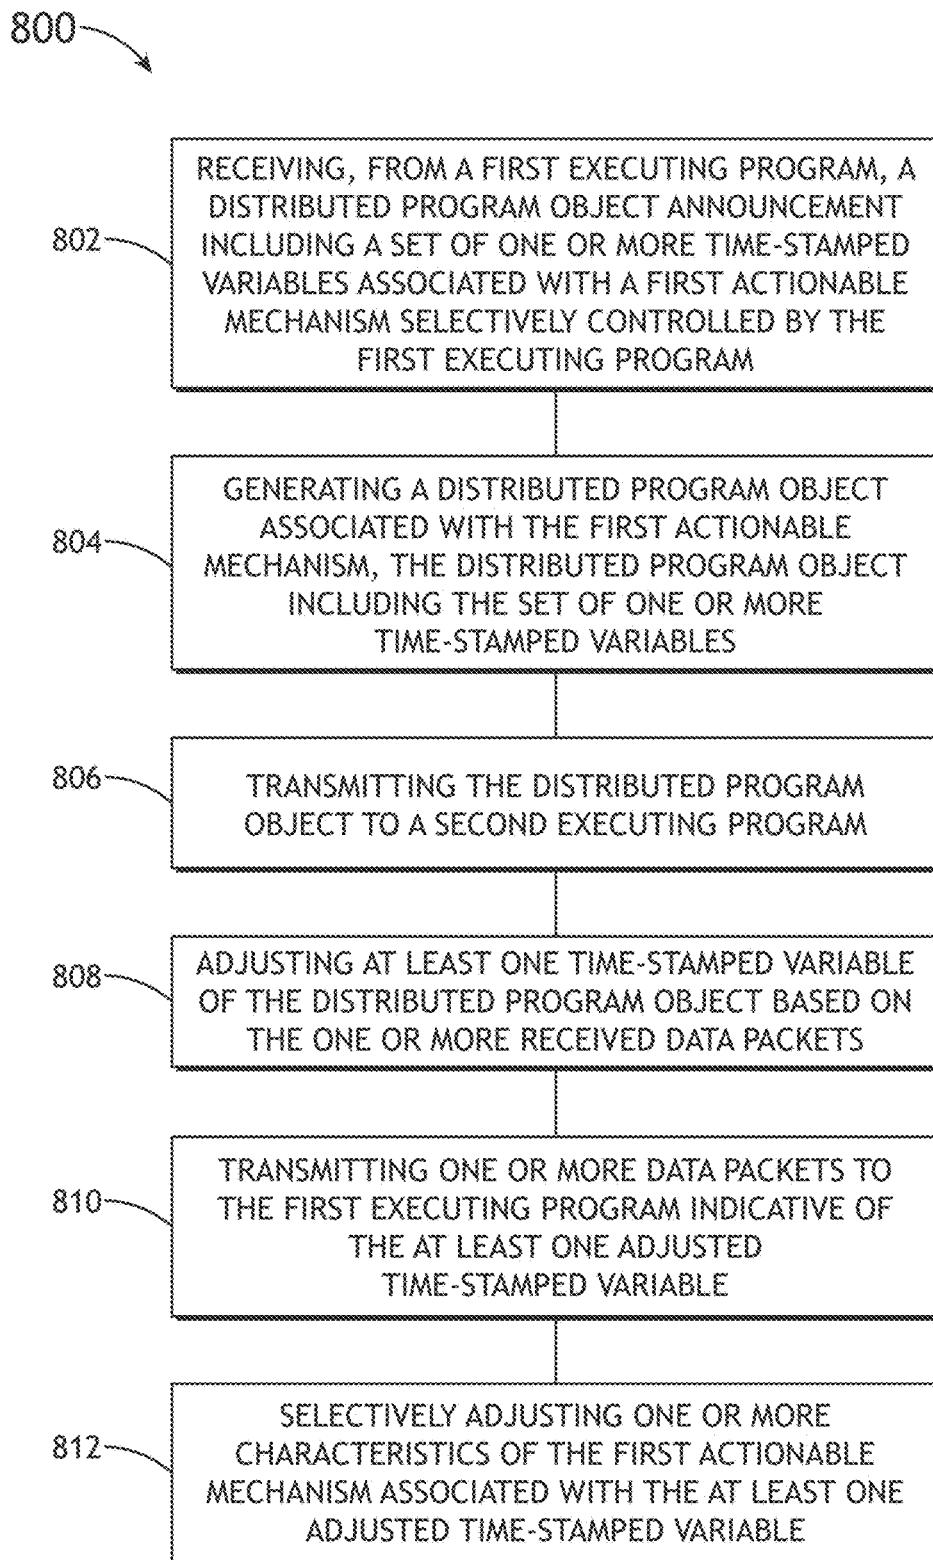 800
802
RECEIVING, FROM A FIRST EXECUTING PROGRAM, A
DISTRIBUTED PROGRAM OBJECT ANNOUNCEMENT
INCLUDING A SET OF ONE OR MORE TIME-STAMPED
VARIABLES ASSOCIATED WITH A FIRST ACTIONABLE
MECHANISM SELECTIVELY CONTROLLED BY THE
FIRST EXECUTING PROGRAM
804
GENERATING A DISTRIBUTED PROGRAM OBJECT
ASSOCIATED WITH THE FIRST ACTIONABLE
MECHANISM, THE DISTRIBUTED PROGRAM OBJECT
INCLUDING THE SET OF ONE OR MORE
TIME-STAMPED VARIABLES
806
TRANSMITTING THE DISTRIBUTED PROGRAM
OBJECT TO A SECOND EXECUTING PROGRAM
808
ADJUSTING AT LEAST ONE TIME-STAMPED VARIABLE
OF THE DISTRIBUTED PROGRAM OBJECT BASED ON
THE ONE OR MORE RECEIVED DATA PACKETS
810
TRANSMITTING ONE OR MORE DATA PACKETS TO
THE FIRST EXECUTING PROGRAM INDICATIVE OF
THE AT LEAST ONE ADJUSTED
TIME-STAMPED VARIABLE
812
SELECTIVELY ADJUSTING ONE OR MORE
CHARACTERISTICS OF THE FIRST ACTIONABLE
MECHANISM ASSOCIATED WITH THE AT LEAST ONE
ADJUSTED TIME-STAMPED VARIABLE